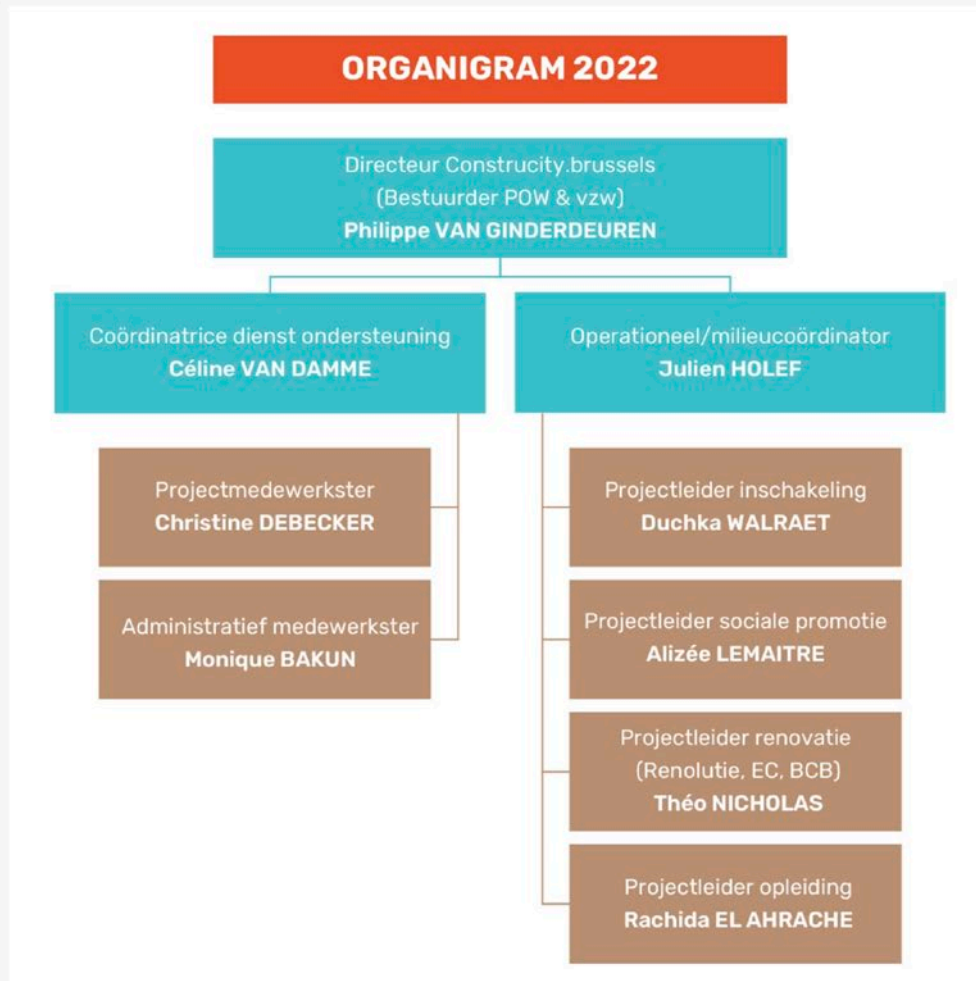 ORGANIGRAM 2022
Directeur Construcity.brussels
(Bestuurder POW & vzw)
Philippe VAN GINDERDEUREN
Coördinatrice dienst ondersteuning
Céline VAN DAMME
Operationeel/milieucoördinator
Julien HOLEF
Projectmedewerkster
Christine DEBECKER
Administratief medewerkster
Monique BAKUN
Projectleider inschakeling
Duchka WALRAET
Projectleider sociale promotie
Alizée LEMAITRE
Projectleider renovatie
(Renolutie, EC, BCB)
Théo NICHOLAS
Projectleider opleiding
Rachida EL AHRACHE